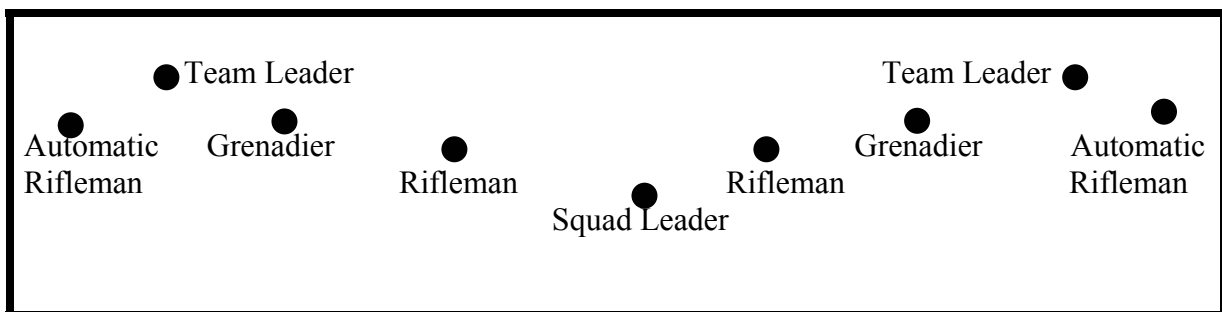 Team Leader Team Leader
Automatic Grenadier Grenadier Automatic
Rifleman Rifleman Rifleman Rifleman
Squad Leader